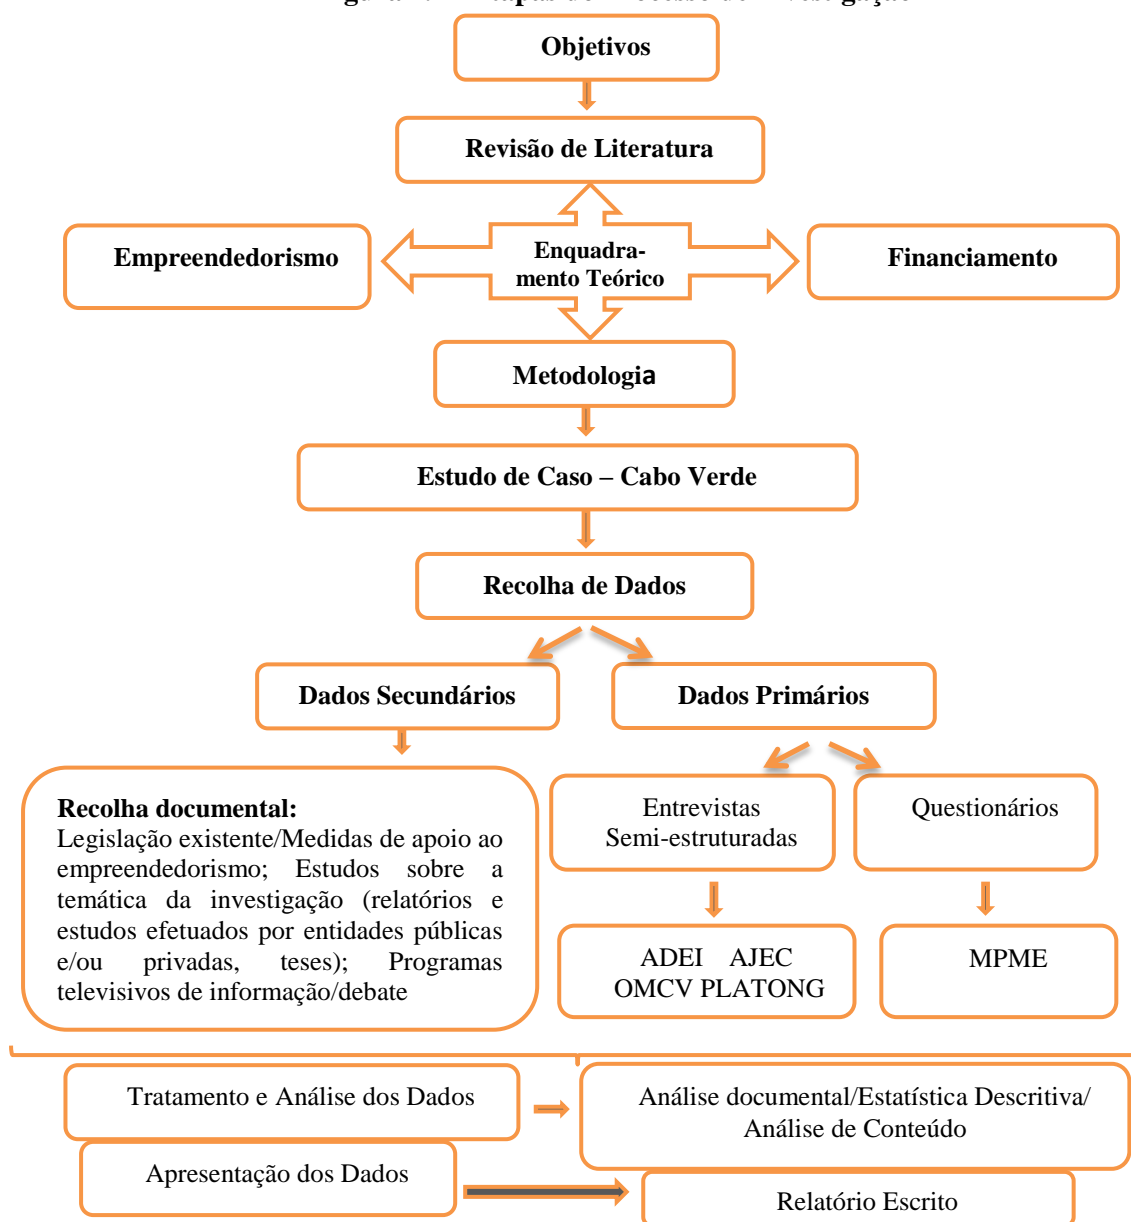 Objetivos
Revisão de Literatura
Empreendedorismo
Enquadra-
mento Teórico
Financiamento
Metodologia
Estudo de Caso – Cabo Verde
Recolha de Dados
Dados Secundários
Dados Primários
Recolha documental:
Legislação existente/Medidas de apoio ao
empreendedorismo; Estudos sobre a
temática da investigação (relatórios e
estudos efetuados por entidades públicas
e/ou privadas, teses); Programas
televisivos de informação/debate
Entrevistas
Semi-estruturadas
Questionários
ADEI AJEC
OMCV PLATONG
MPME
Tratamento e Análise dos Dados
Análise documental/Estatística Descritiva/
Análise de Conteúdo
Apresentação dos Dados
Relatório Escrito